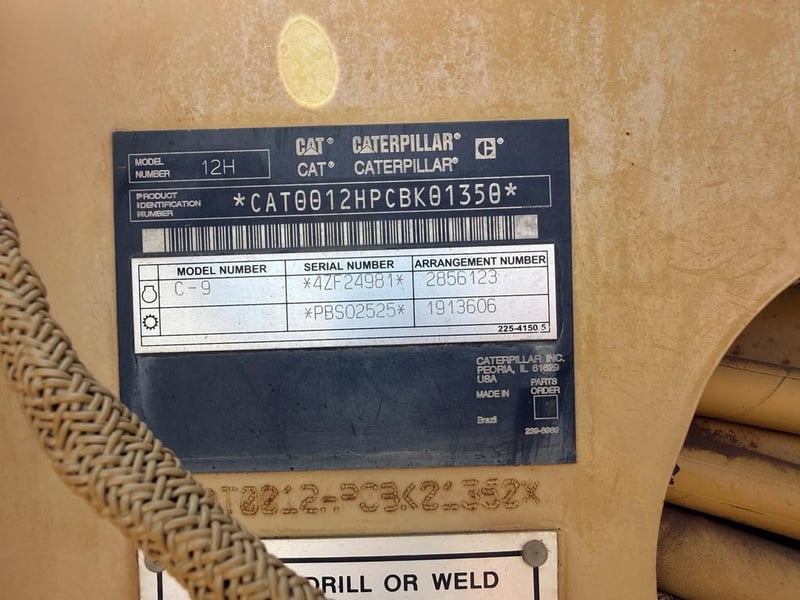 CAT® CATERPILLAR®
CAT® CATERPILLAR®
MODEL NUMBER 12H
PRODUCT IDENTIFICATION NUMBER *CAT0012HPCBK01350*
MODEL NUMBER SERIAL NUMBER ARRANGEMENT NUMBER
C-9 *4ZF24981* 2856123
*PBS02525* 1913606
225-4150 5
CATERPILLAR INC.
PEORIA, IL 61629
USA
MADE IN
Brazil
PARTS
ORDER
DRILL OR WELD